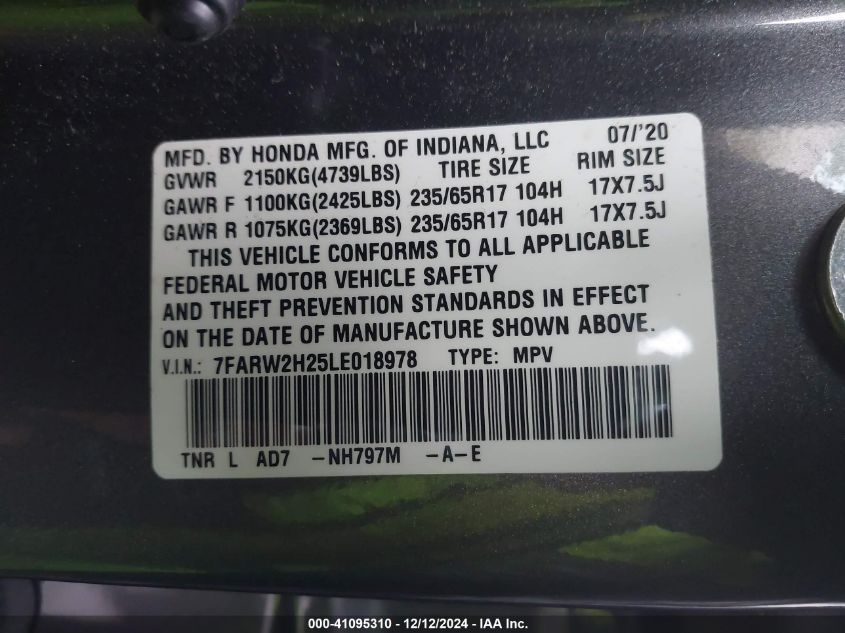 MFD. BY HONDA MFG. OF INDIANA, LLC 07/'20
GVWR 2150KG(4739LBS) TIRE SIZE RIM SIZE
GAWR F 1100KG(2425LBS) 235/65R17 104H 17X7.5J
GAWR R 1075KG(2369LBS) 235/65R17 104H 17X7.5J
THIS VEHICLE CONFORMS TO ALL APPLICABLE
FEDERAL MOTOR VEHICLE SAFETY
AND THEFT PREVENTION STANDARDS IN EFFECT
ON THE DATE OF MANUFACTURE SHOWN ABOVE.
V.I.N.: 7FARW2H25LE018978 TYPE: MPV
TNR L AD7 -NH797M -A-E
000-41095310 - 12/12/2024 - IAA Inc.